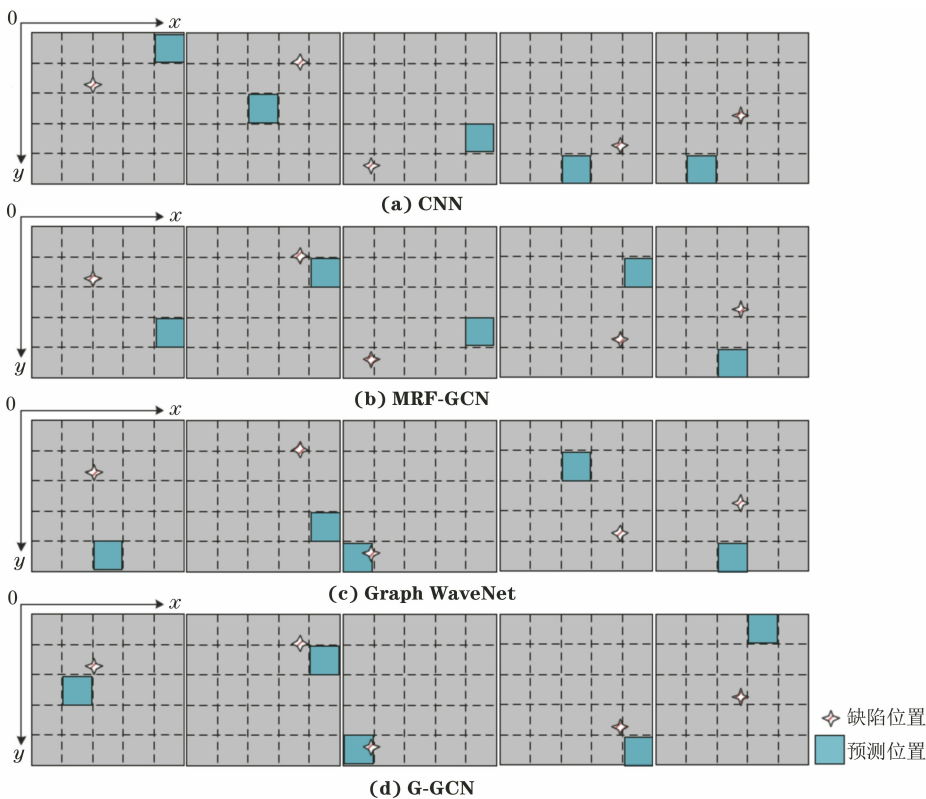 0
x
y
(a) CNN
0
x
y
(b) MRF-GCN
0
x
y
(c) Graph WaveNet
0
x
y
缺陷位置
预测位置
(d) G-GCN